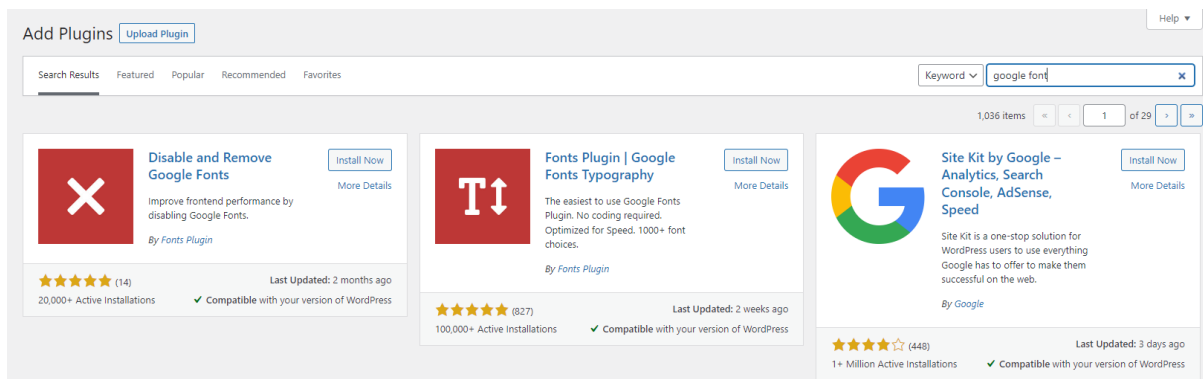 Help ▼
Add Plugins Upload Plugin
Search Results Featured Popular Recommended Favorites Keyword google font ×
1,036 items « ‹ 1 of 29 › »
Disable and Remove
Google Fonts
Install Now
More Details
Improve frontend performance by
disabling Google Fonts.
By Fonts Plugin
(14)
Last Updated: 2 months ago
20,000+ Active Installations
✔ Compatible with your version of WordPress
Fonts Plugin | Google
Fonts Typography
Install Now
More Details
The easiest to use Google Fonts
Plugin. No coding required.
Optimized for Speed. 1000+ font
choices.
By Fonts Plugin
(827)
Last Updated: 2 weeks ago
100,000+ Active Installations
✔ Compatible with your version of WordPress
Site Kit by Google –
Analytics, Search
Console, AdSense,
Speed
Install Now
More Details
Site Kit is a one-stop solution for
WordPress users to use everything
Google has to offer to make them
successful on the web.
By Google
(448)
Last Updated: 3 days ago
1+ Million Active Installations
✔ Compatible with your version of WordPress